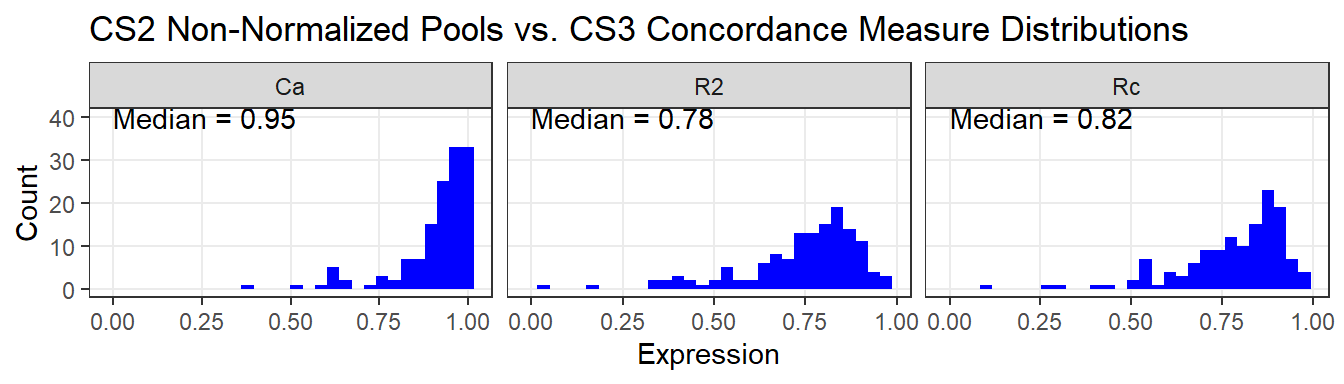 CS2 Non-Normalized Pools vs. CS3 Concordance Measure Distributions
Ca R2 Rc
Median = 0.95 Median = 0.78 Median = 0.82
40
30
20
10
0
Count
0.00 0.25 0.50 0.75 1.00 0.00 0.25 0.50 0.75 1.00 0.00 0.25 0.50 0.75 1.00
Expression